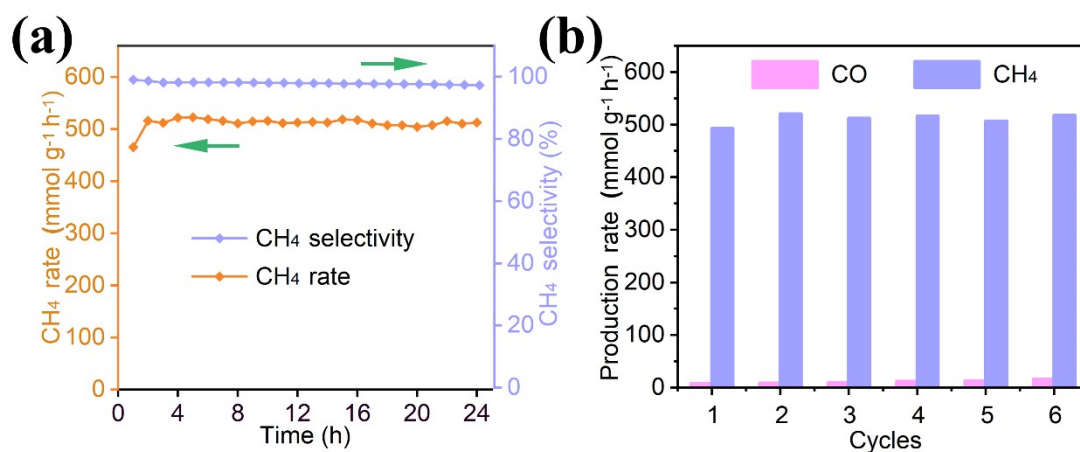 (a)
CH₄ rate (mmol g⁻¹ h⁻¹)
600
500
400
300
200
100
0
CH₄ selectivity
CH₄ rate
100
80
60
40
20
0
CH₄ selectivity (%)
0 4 8 12 16 20 24
Time (h)
(b)
Production rate (mmol g⁻¹ h⁻¹)
600
500
400
300
200
100
0
CO CH₄
1 2 3 4 5 6
Cycles